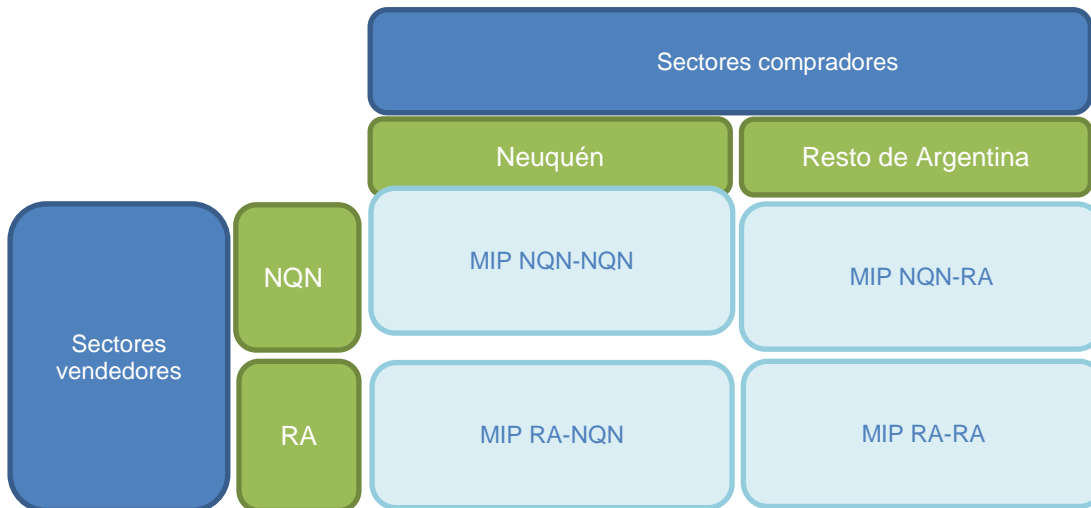 Sectores compradores
Neuquén
Resto de Argentina
Sectores
vendedores
NQN
MIP NQN-NQN
MIP NQN-RA
RA
MIP RA-NQN
MIP RA-RA